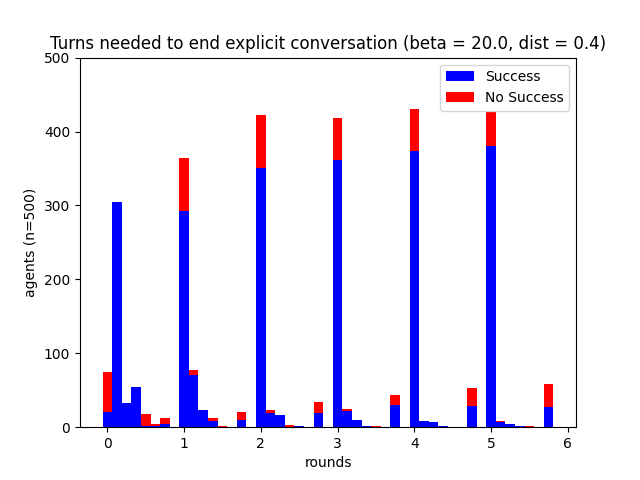 Turns needed to end explicit conversation (beta = 20.0, dist = 0.4)
500
400
300
200
100
0
agents (n=500)
Success
No Success
0 1 2 3 4 5 6
rounds